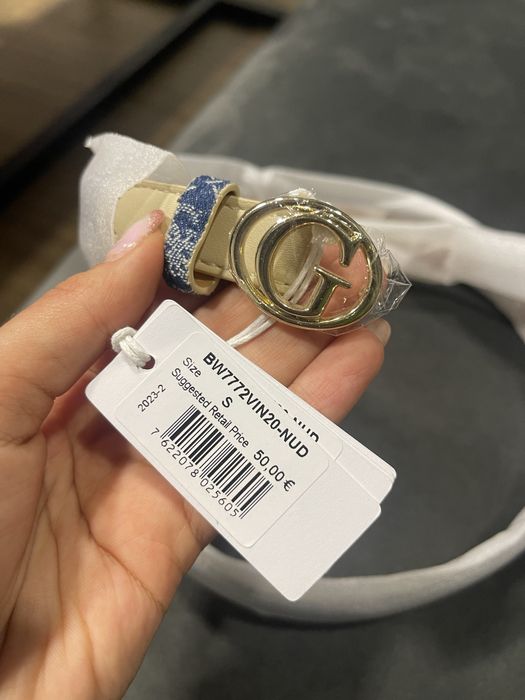 G
BW7772VIN20-NUD
Size S
Suggested Retail Price
2023-2 50.00 €
7 622078 025605